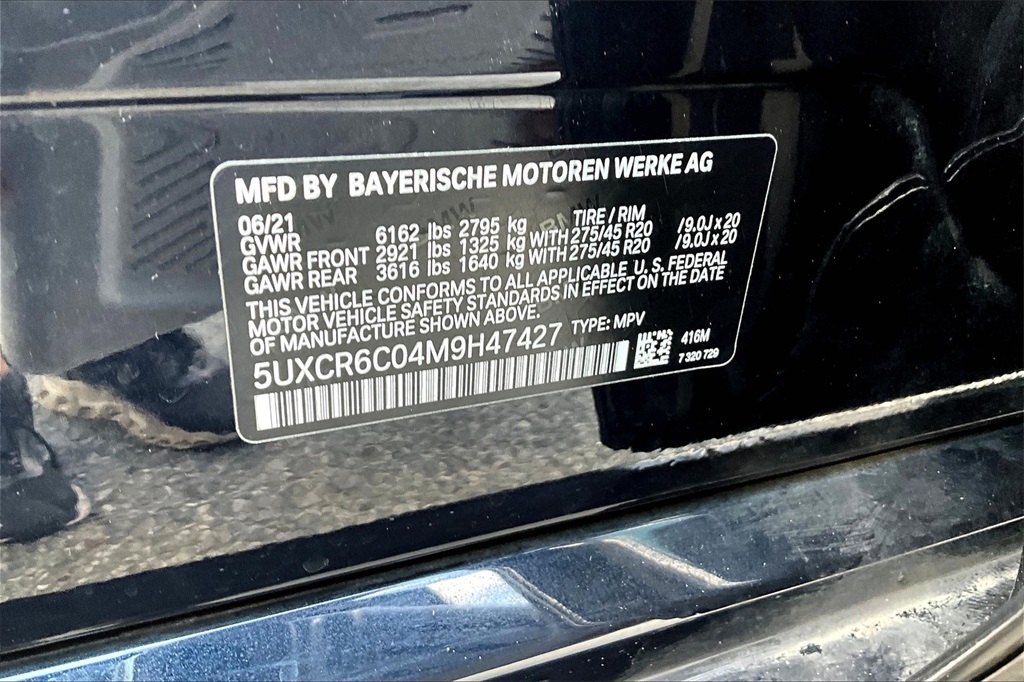 MFD BY BAYERISCHE MOTOREN WERKE AG
06/21 TIRE / RIM
GVWR 6162 lbs 2795 kg
GAWR FRONT 2921 lbs 1325 kg WITH 275/45 R20 /9.0J x 20
GAWR REAR 3616 lbs 1640 kg WITH 275/45 R20 /9.0J x 20
THIS VEHICLE CONFORMS TO ALL APPLICABLE U. S. FEDERAL
MOTOR VEHICLE SAFETY STANDARDS IN EFFECT ON THE DATE
OF MANUFACTURE SHOWN ABOVE.
5UXCR6C04M9H47427 TYPE: MPV
416M
7 320 729